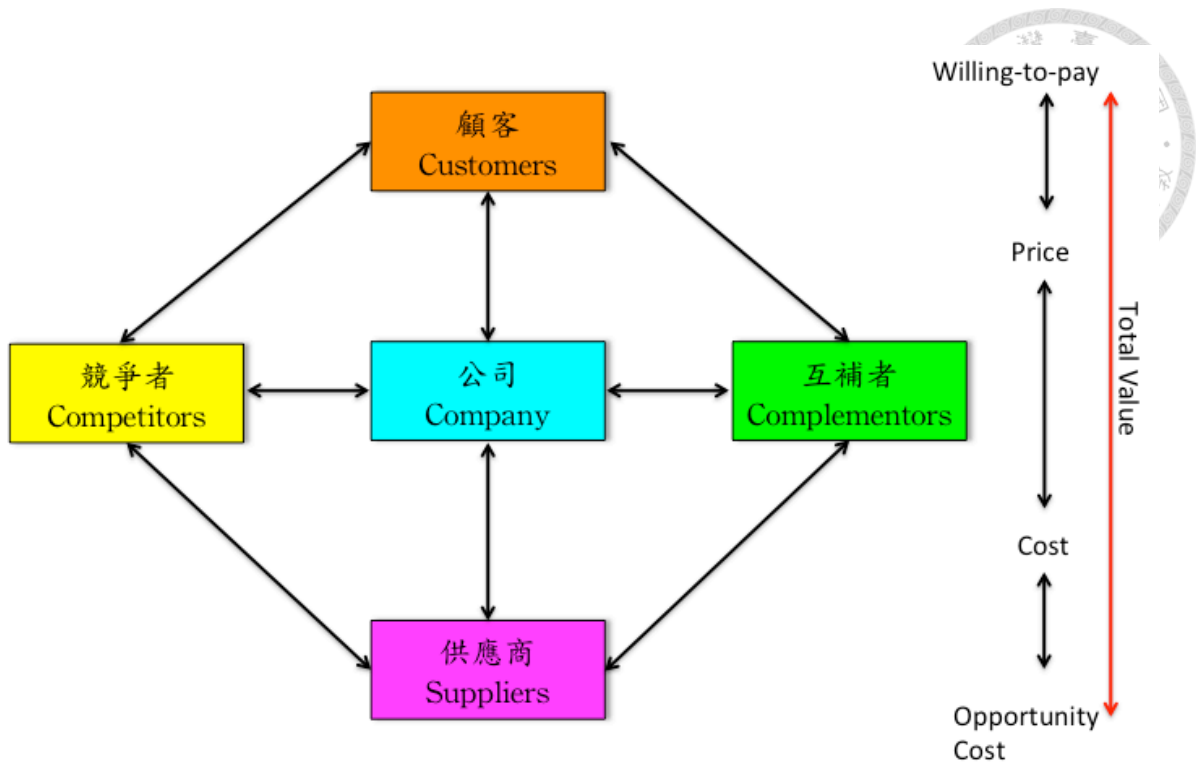 Willing-to-pay
顧客
Customers
Price
競爭者
Competitors
公司
Company
互補者
Complementors
Total Value
Cost
供應商
Suppliers
Opportunity
Cost